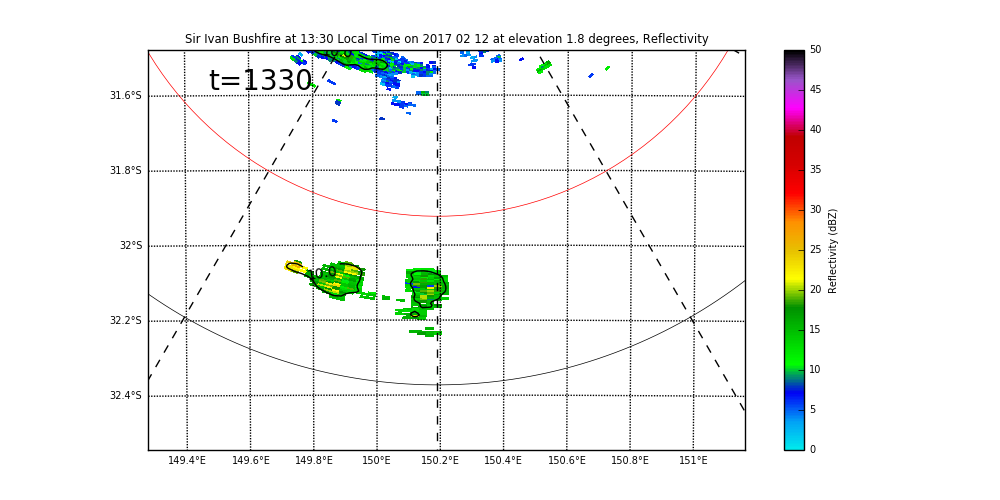 Sir Ivan Bushfire at 13:30 Local Time on 2017 02 12 at elevation 1.8 degrees, Reflectivity
t=1330
31.6°S
31.8°S
32°S
32.2°S
32.4°S
149.4°E 149.6°E 149.8°E 150°E 150.2°E 150.4°E 150.6°E 150.8°E 151°E
50
45
40
35
30
25
20
15
10
5
0
Reflectivity (dBZ)